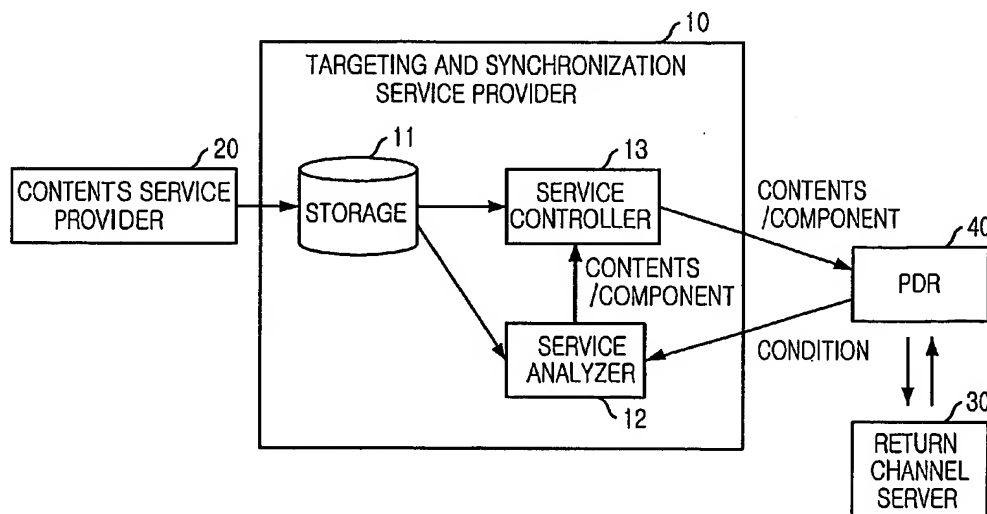 10
TARGETING AND SYNCHRONIZATION
SERVICE PROVIDER
20
CONTENTS SERVICE
PROVIDER
11
STORAGE
13
SERVICE
CONTROLLER
CONTENTS
/COMPONENT
CONTENTS
/COMPONENT
40
PDR
SERVICE
ANALYZER
12
CONDITION
30
RETURN
CHANNEL
SERVER